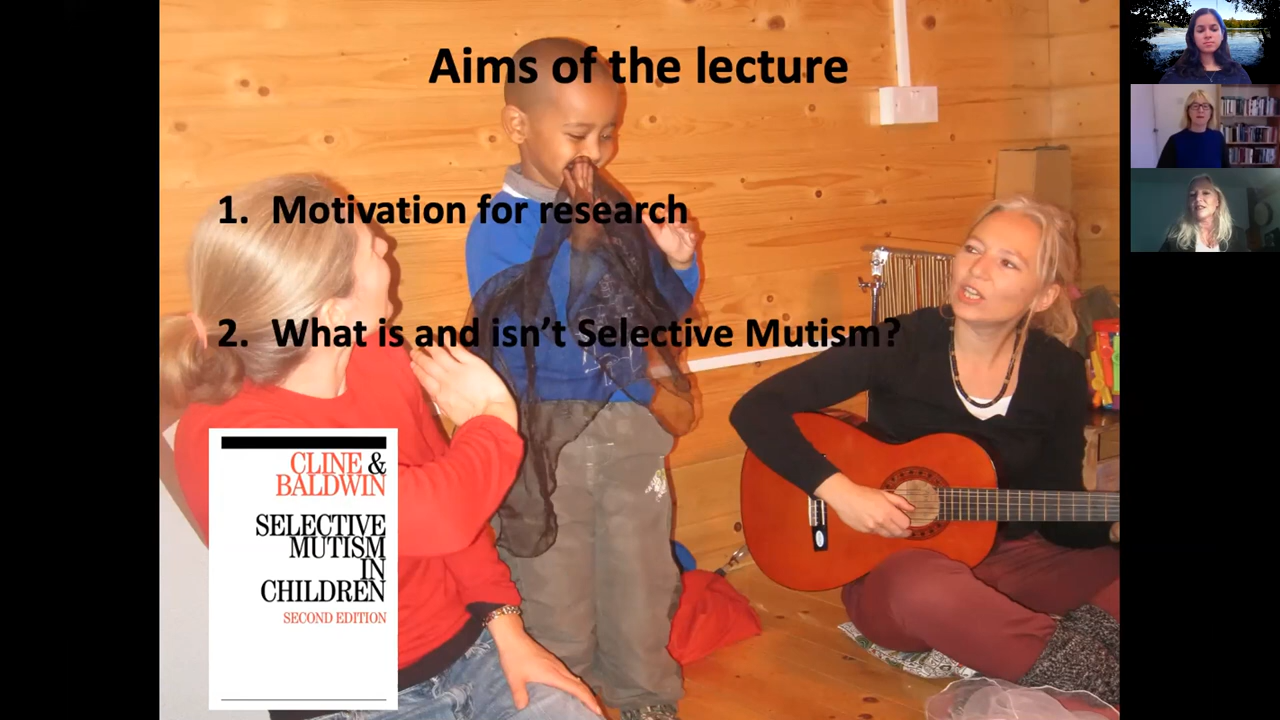 Aims of the lecture
1. Motivation for research
2. What is and isn’t Selective Mutism?
CLINE &
BALDWIN
SELECTIVE
MUTISM
IN
CHILDREN
SECOND EDITION